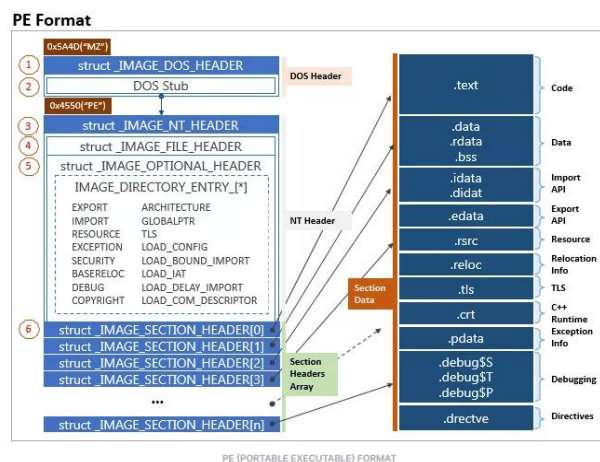 PE Format
0x5A4D("MZ")
1
struct _IMAGE_DOS_HEADER
2
DOS Stub
DOS Header
0x4550("PE")
3
struct _IMAGE_NT_HEADER
4
struct _IMAGE_FILE_HEADER
5
struct _IMAGE_OPTIONAL_HEADER
IMAGE_DIRECTORY_ENTRY_[*]
EXPORT ARCHITECTURE
IMPORT GLOBALPTR
RESOURCE TLS
EXCEPTION LOAD_CONFIG
SECURITY LOAD_BOUND_IMPORT
BASERELOC LOAD_IAT
DEBUG LOAD_DELAY_IMPORT
COPYRIGHT LOAD_COM_DESCRIPTOR
NT Header
6
struct _IMAGE_SECTION_HEADER[0]
struct _IMAGE_SECTION_HEADER[1]
struct _IMAGE_SECTION_HEADER[2]
struct _IMAGE_SECTION_HEADER[3]
...
struct _IMAGE_SECTION_HEADER[n]
Section
Headers
Array
Section
Data
.text
Code
.data
.rdata
.bss
Data
.idata
.didat
Import
API
.edata
Export
API
.rsrc
Resource
.reloc
Relocation
Info
.tls
TLS
.crt
C++
Runtime
.pdata
Exception
Info
.debug$S
.debug$T
.debug$P
Debugging
.drectve
Directives
PE (PORTABLE EXECUTABLE) FORMAT